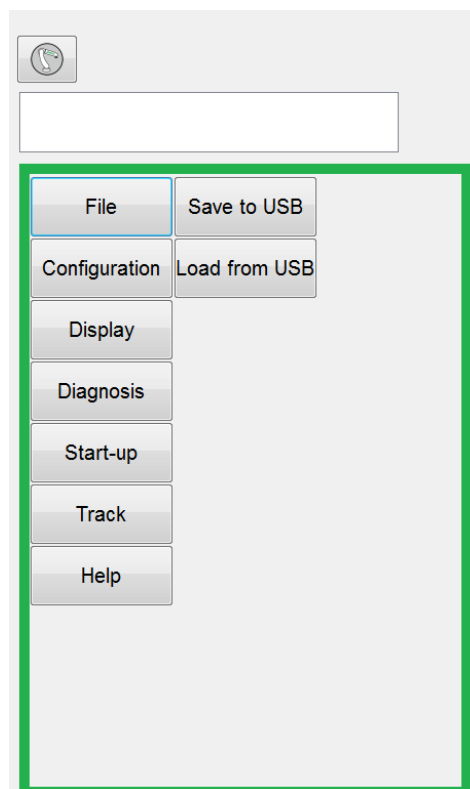 File
Save to USB
Configuration
Load from USB
Display
Diagnosis
Start-up
Track
Help